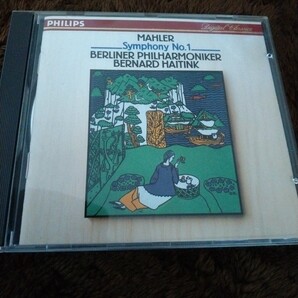 PHILIPS
Digital Classics
MAHLER
Symphony No.1
BERLINER PHILHARMONIKER
BERNARD HAITINK